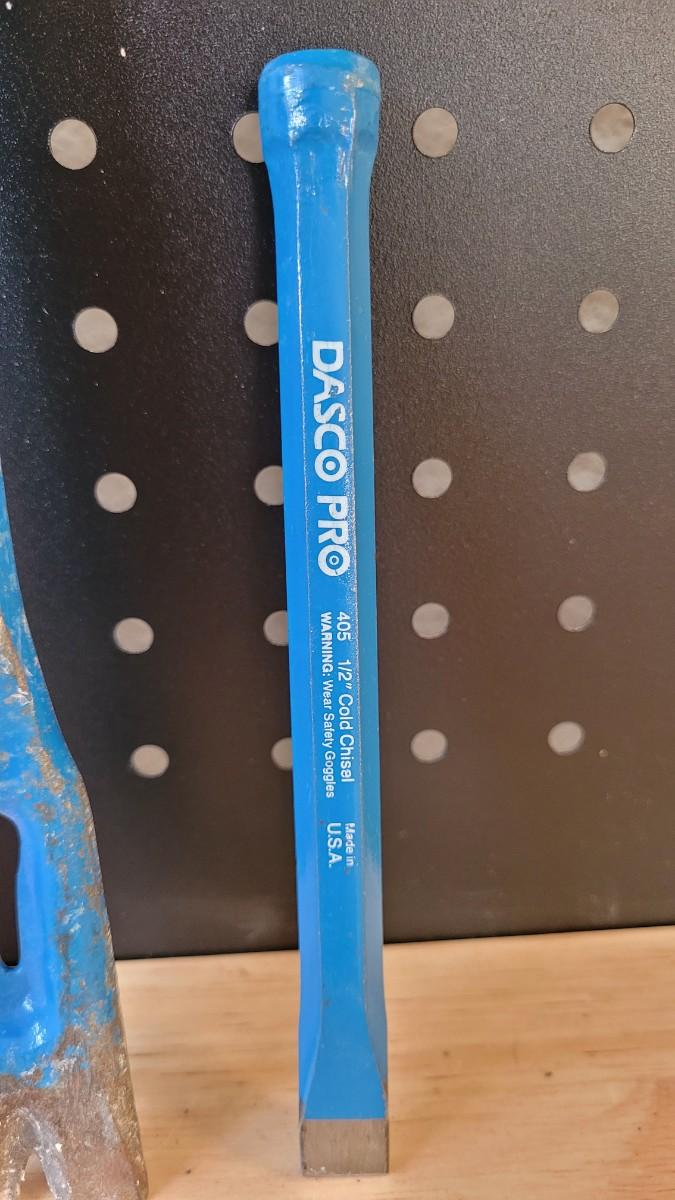 DASCO PRO
405 1/2" Cold Chisel
WARNING: Wear Safety Goggles
Made in
U.S.A.